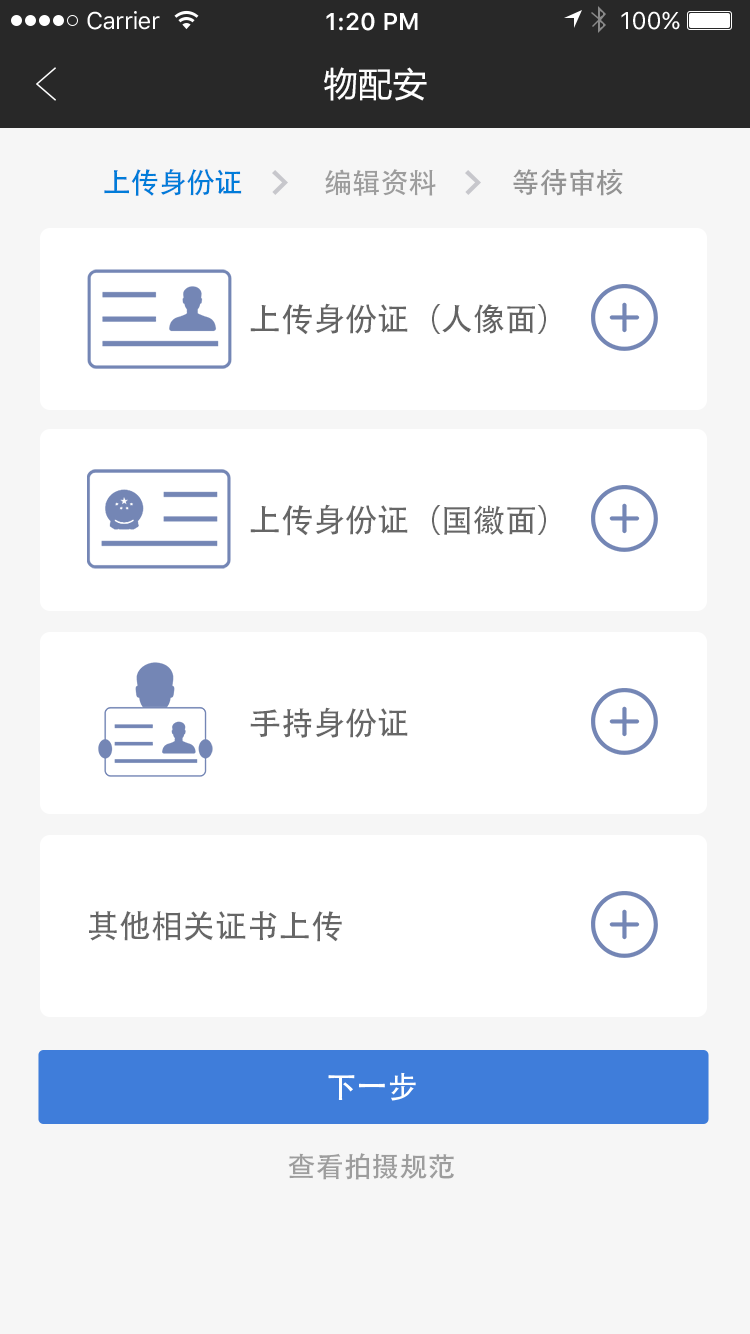 Carrier 1:20 PM 100%
物配安
上传身份证 编辑资料 等待审核
上传身份证（人像面）
上传身份证（国徽面）
手持身份证
其他相关证书上传
下一步
查看拍摄规范